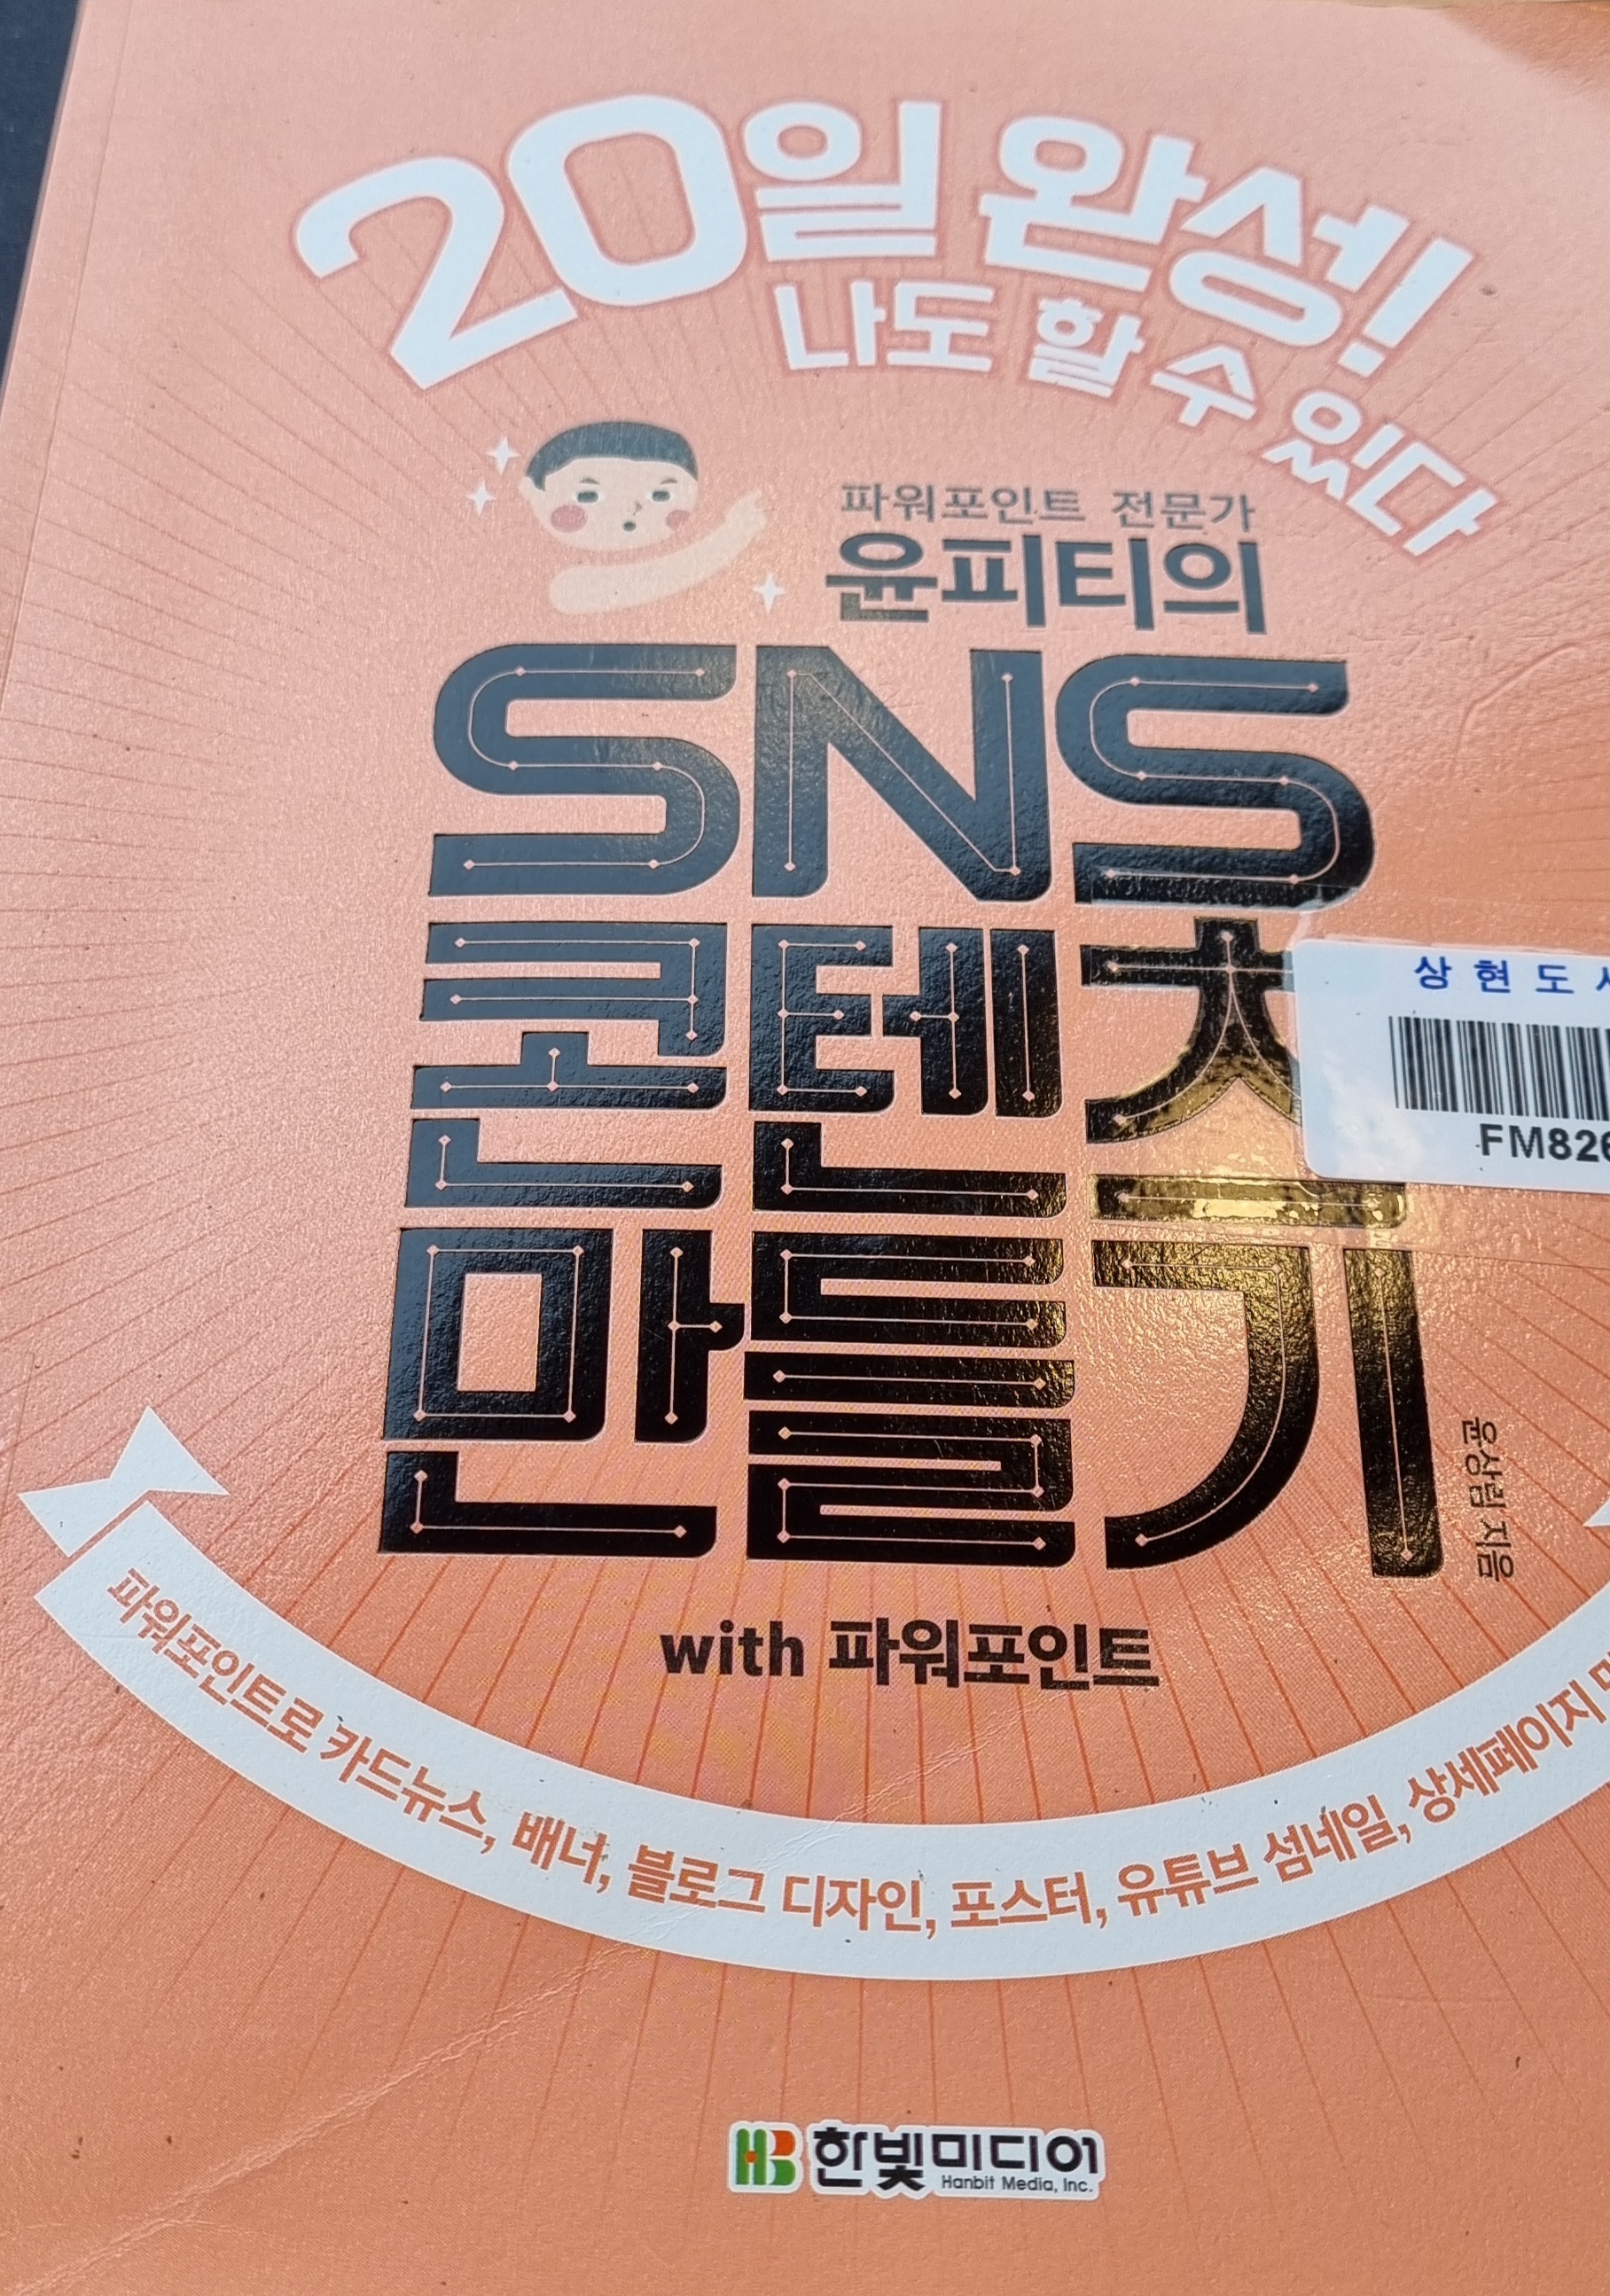 20일 완성!
나도 할 수 있다
파워포인트 전문가
윤피티의
SNS
콘텐츠
만들기
윤상림 지음
with 파워포인트
파워포인트로 카드뉴스, 배너, 블로그 디자인, 포스터, 유튜브 섬네일, 상세페이지
상현도
FM826
한빛미디어
Hanbit Media, Inc.